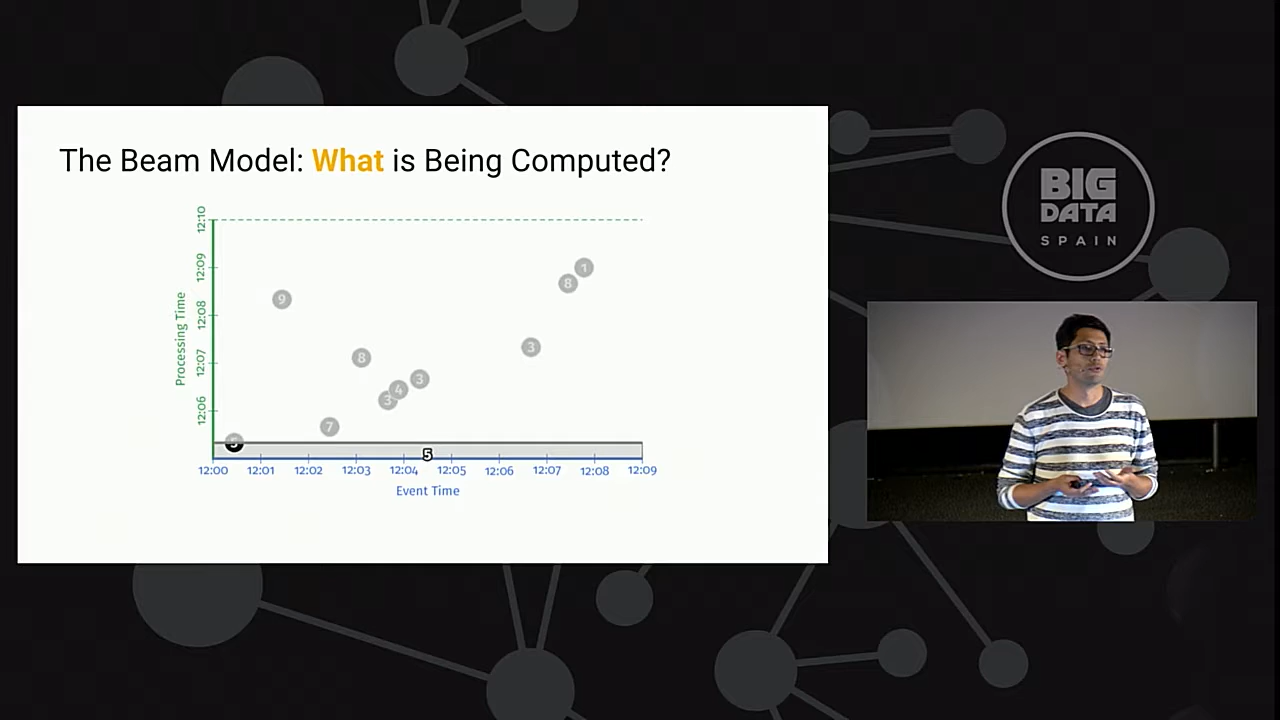 The Beam Model: What is Being Computed?
12:10
12:09
12:08
12:07
12:06
Processing Time
1
8
9
3
8
3
4
3
7
5
5
12:00 12:01 12:02 12:03 12:04 12:05 12:06 12:07 12:08 12:09
Event Time
BIG
DATA
SPAIN